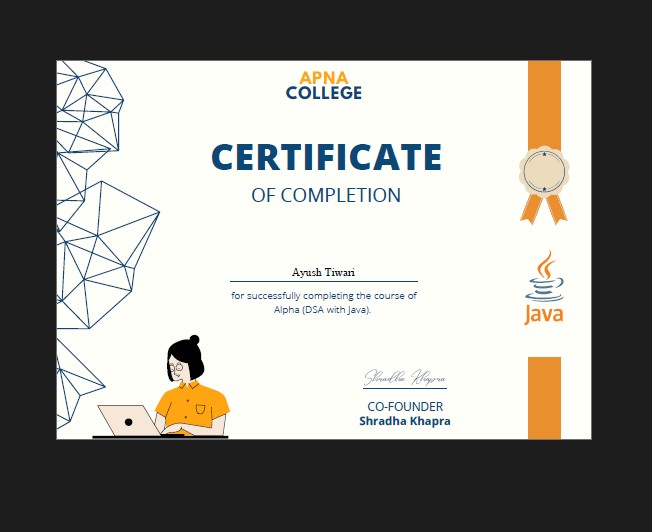 APNA
COLLEGE
CERTIFICATE
OF COMPLETION
Ayush Tiwari
for successfully completing the course of
Alpha (DSA with Java).
Java
Shradha Khapra
CO-FOUNDER
Shradha Khapra